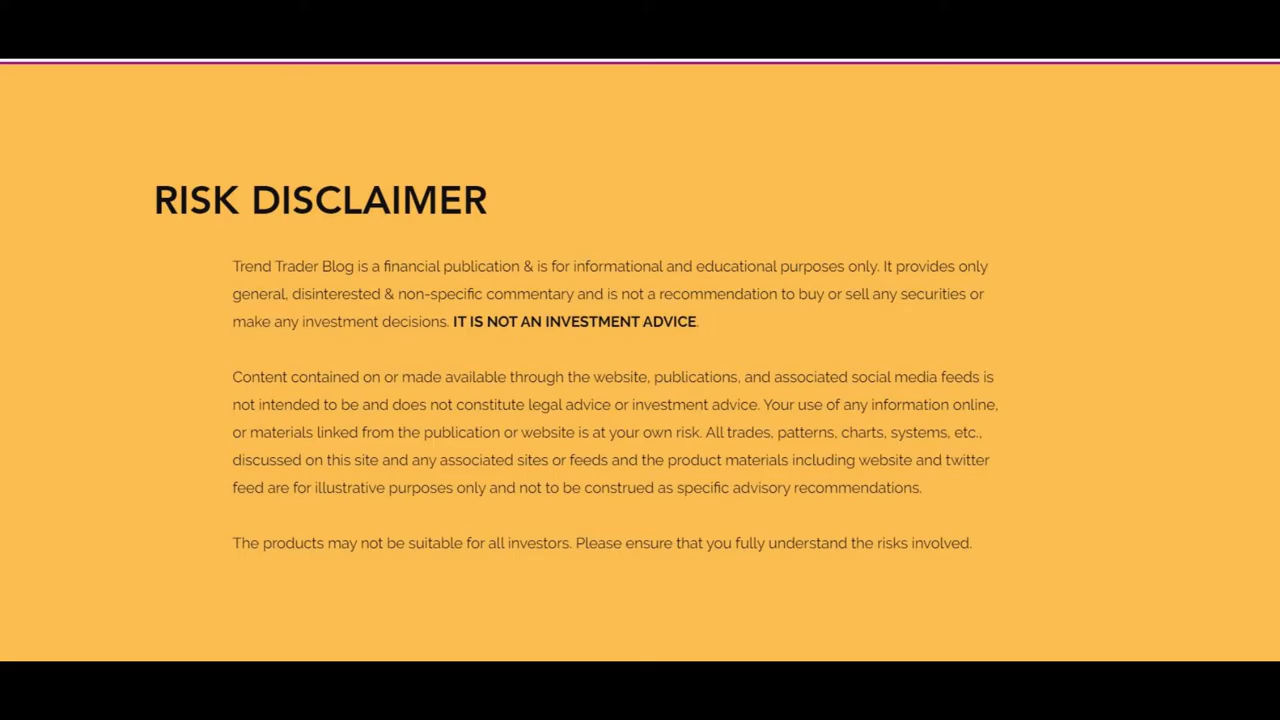 RISK DISCLAIMER
Trend Trader Blog is a financial publication & is for informational and educational purposes only. It provides only
general, disinterested & non-specific commentary and is not a recommendation to buy or sell any securities or
make any investment decisions. IT IS NOT AN INVESTMENT ADVICE.
Content contained on or made available through the website, publications, and associated social media feeds is
not intended to be and does not constitute legal advice or investment advice. Your use of any information online,
or materials linked from the publication or website is at your own risk. All trades, patterns, charts, systems, etc.,
discussed on this site and any associated sites or feeds and the product materials including website and twitter
feed are for illustrative purposes only and not to be construed as specific advisory recommendations.
The products may not be suitable for all investors. Please ensure that you fully understand the risks involved.